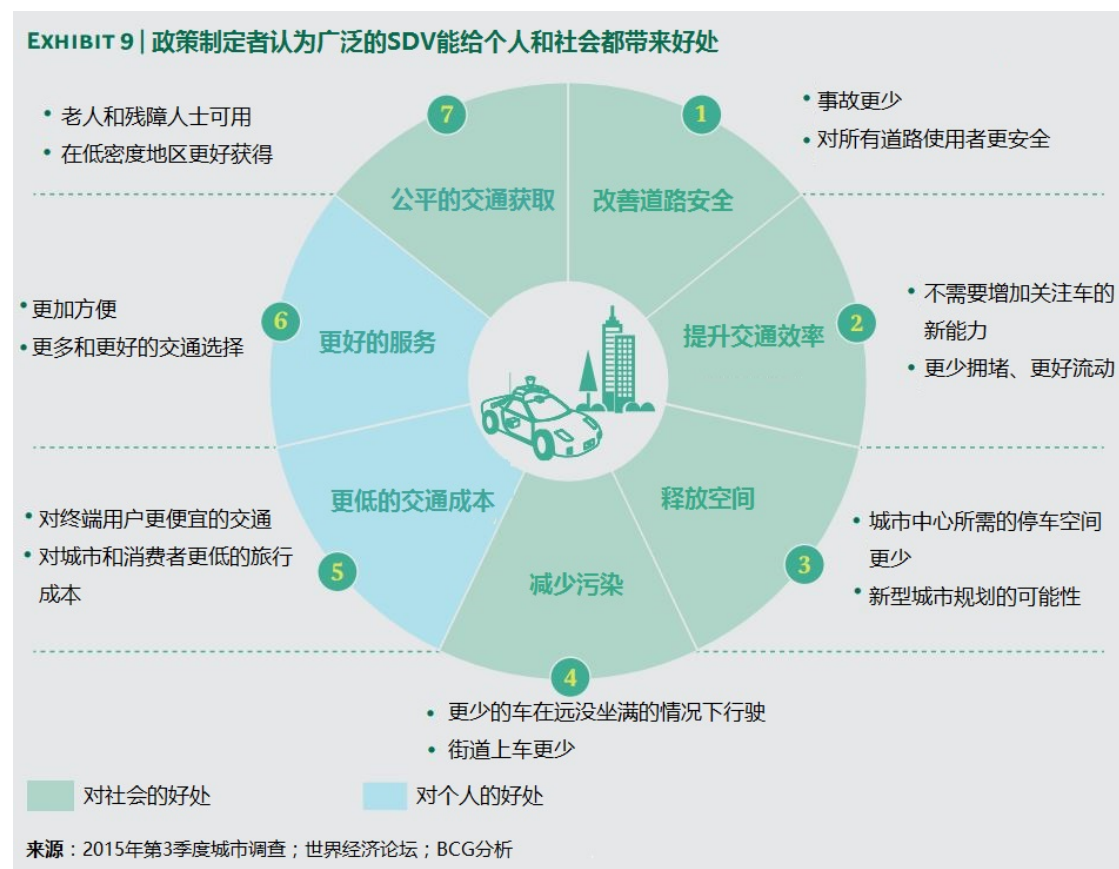 EXHIBIT 9 | 政策制定者认为广泛的SDV能给个人和社会都带来好处
• 老人和残障人士可用
• 在低密度地区更好获得
7
公平的交通获取
1
改善道路安全
• 事故更少
• 对所有道路使用者更安全
• 更加方便
• 更多和更好的交通选择
6
更好的服务
2
提升交通效率
• 不需要增加关注车的
新能力
• 更少拥堵、更好流动
• 对终端用户更便宜的交通
• 对城市和消费者更低的旅行
成本
5
更低的交通成本
3
释放空间
• 城市中心所需的停车空间
更少
• 新型城市规划的可能性
减少污染
4
• 更少的车在远没坐满的情况下行驶
• 街道上车更少
对社会的好处
对个人的好处
来源：2015年第3季度城市调查；世界经济论坛；BCG分析